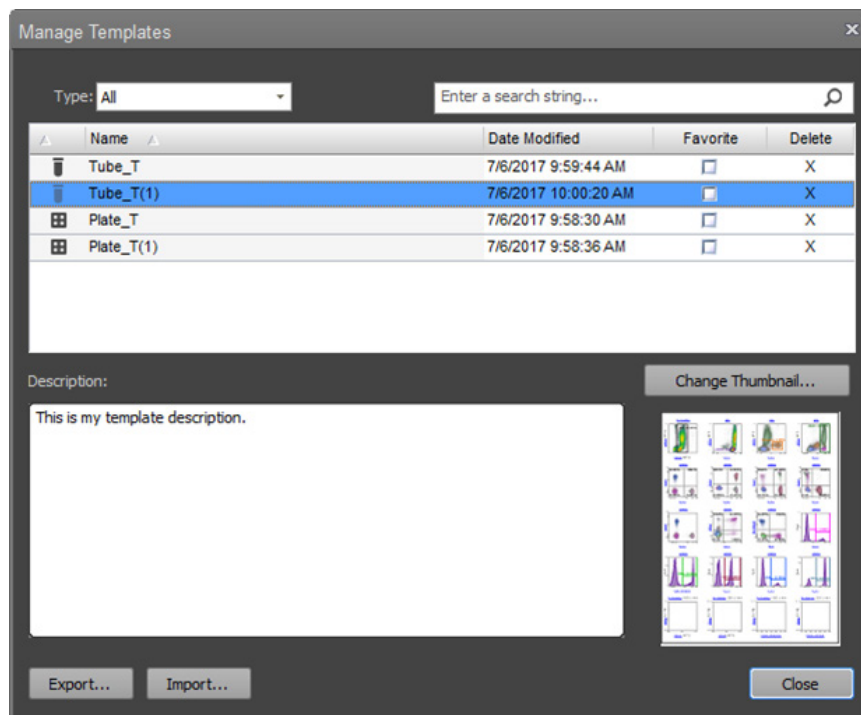 Manage Templates
Type: All
Enter a search string...
Name Date Modified Favorite Delete
Tube_T 7/6/2017 9:59:44 AM X
Tube_T(1) 7/6/2017 10:00:20 AM X
Plate_T 7/6/2017 9:58:30 AM X
Plate_T(1) 7/6/2017 9:58:36 AM X
Description:
Change Thumbnail...
This is my template description.
Export... Import... Close